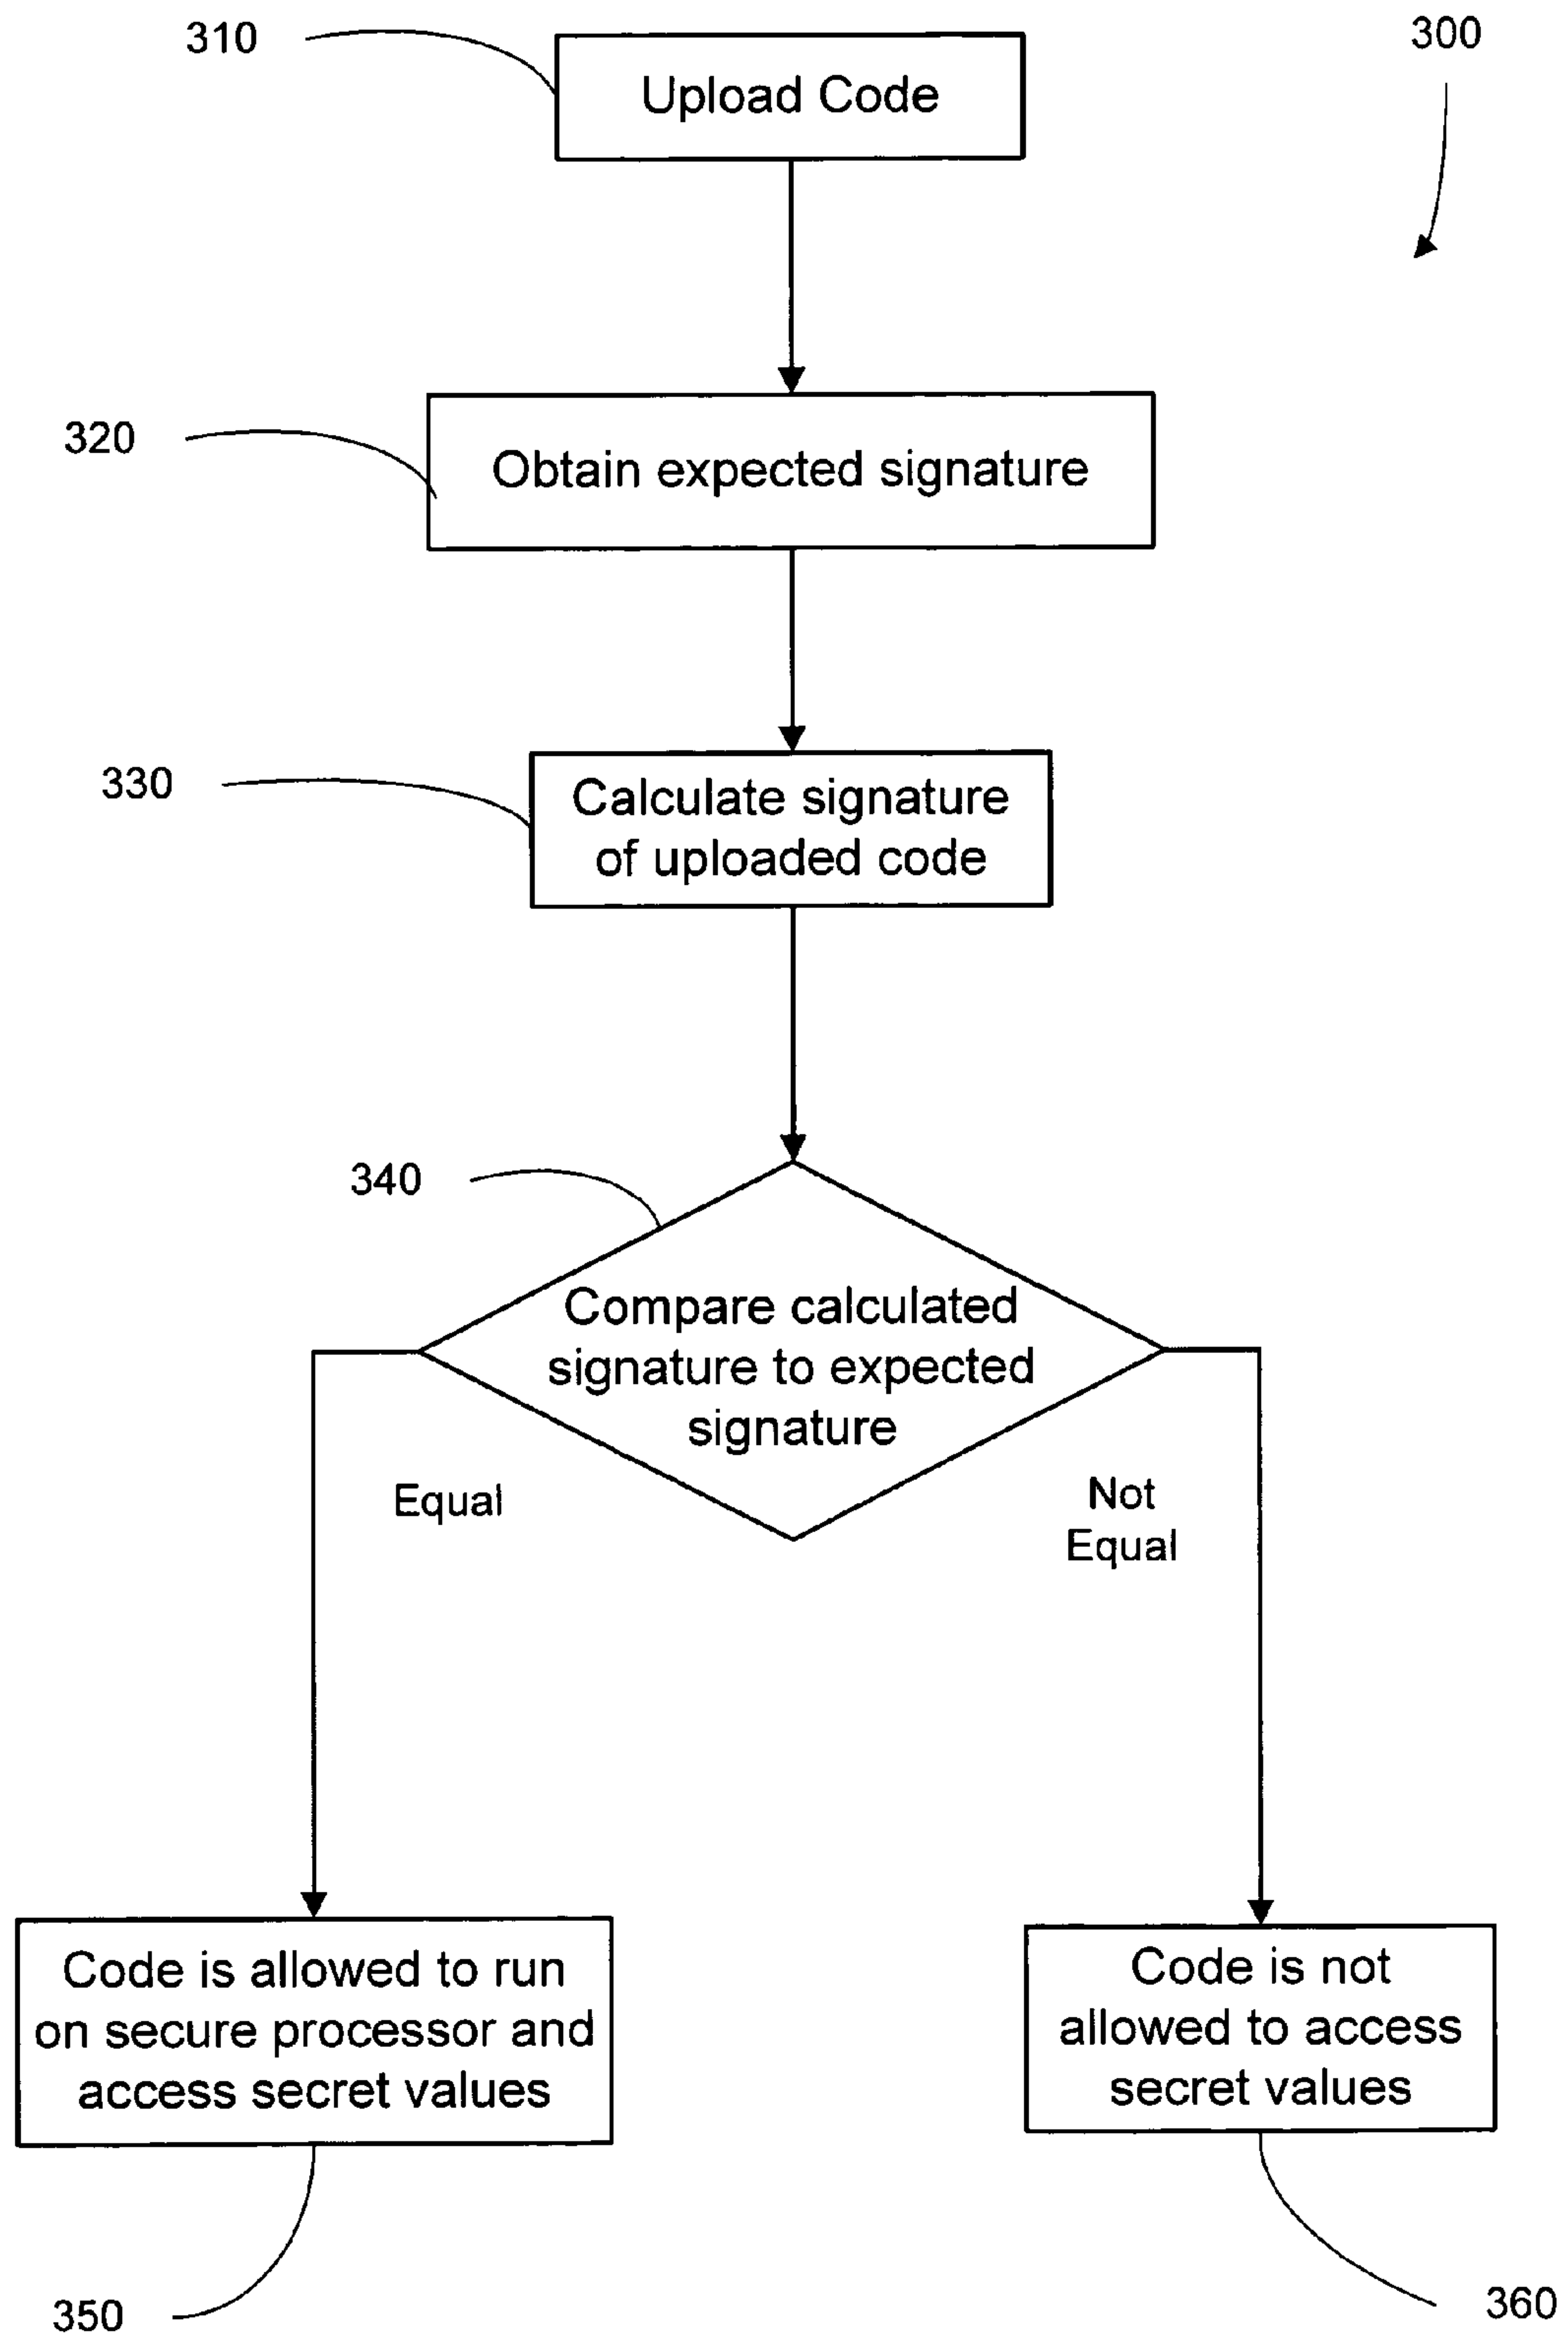 310
300
Upload Code
320
Obtain expected signature
330
Calculate signature
of uploaded code
340
Compare calculated
signature to expected
signature
Equal
Not
Equal
Code is allowed to run
on secure processor and
access secret values
Code is not
allowed to access
secret values
350
360